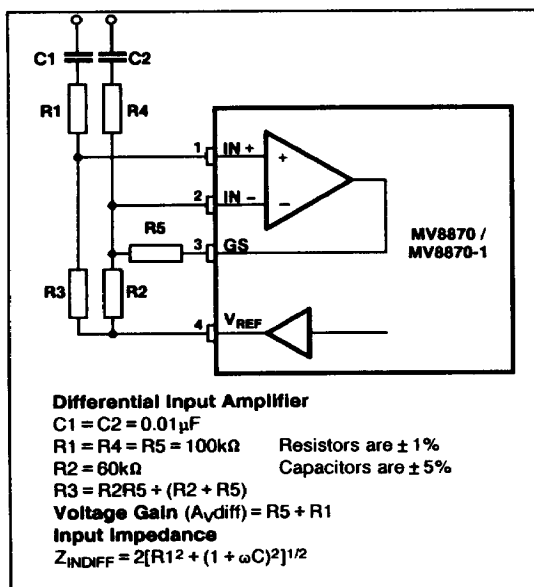 C1
C2
R1
R4
1
IN +
+
2
IN −
−
R5
3
GS
MV8870 /
MV8870-1
R3
R2
4
VREF
Differential Input Amplifier
C1 = C2 = 0.01µF
R1 = R4 = R5 = 100kΩ Resistors are ± 1%
R2 = 60kΩ Capacitors are ± 5%
R3 = R2R5 + (R2 + R5)
Voltage Gain (AVdiff) = R5 + R1
Input Impedance
ZINDIFF = 2[R1² + (1 + ωC)²]1/2